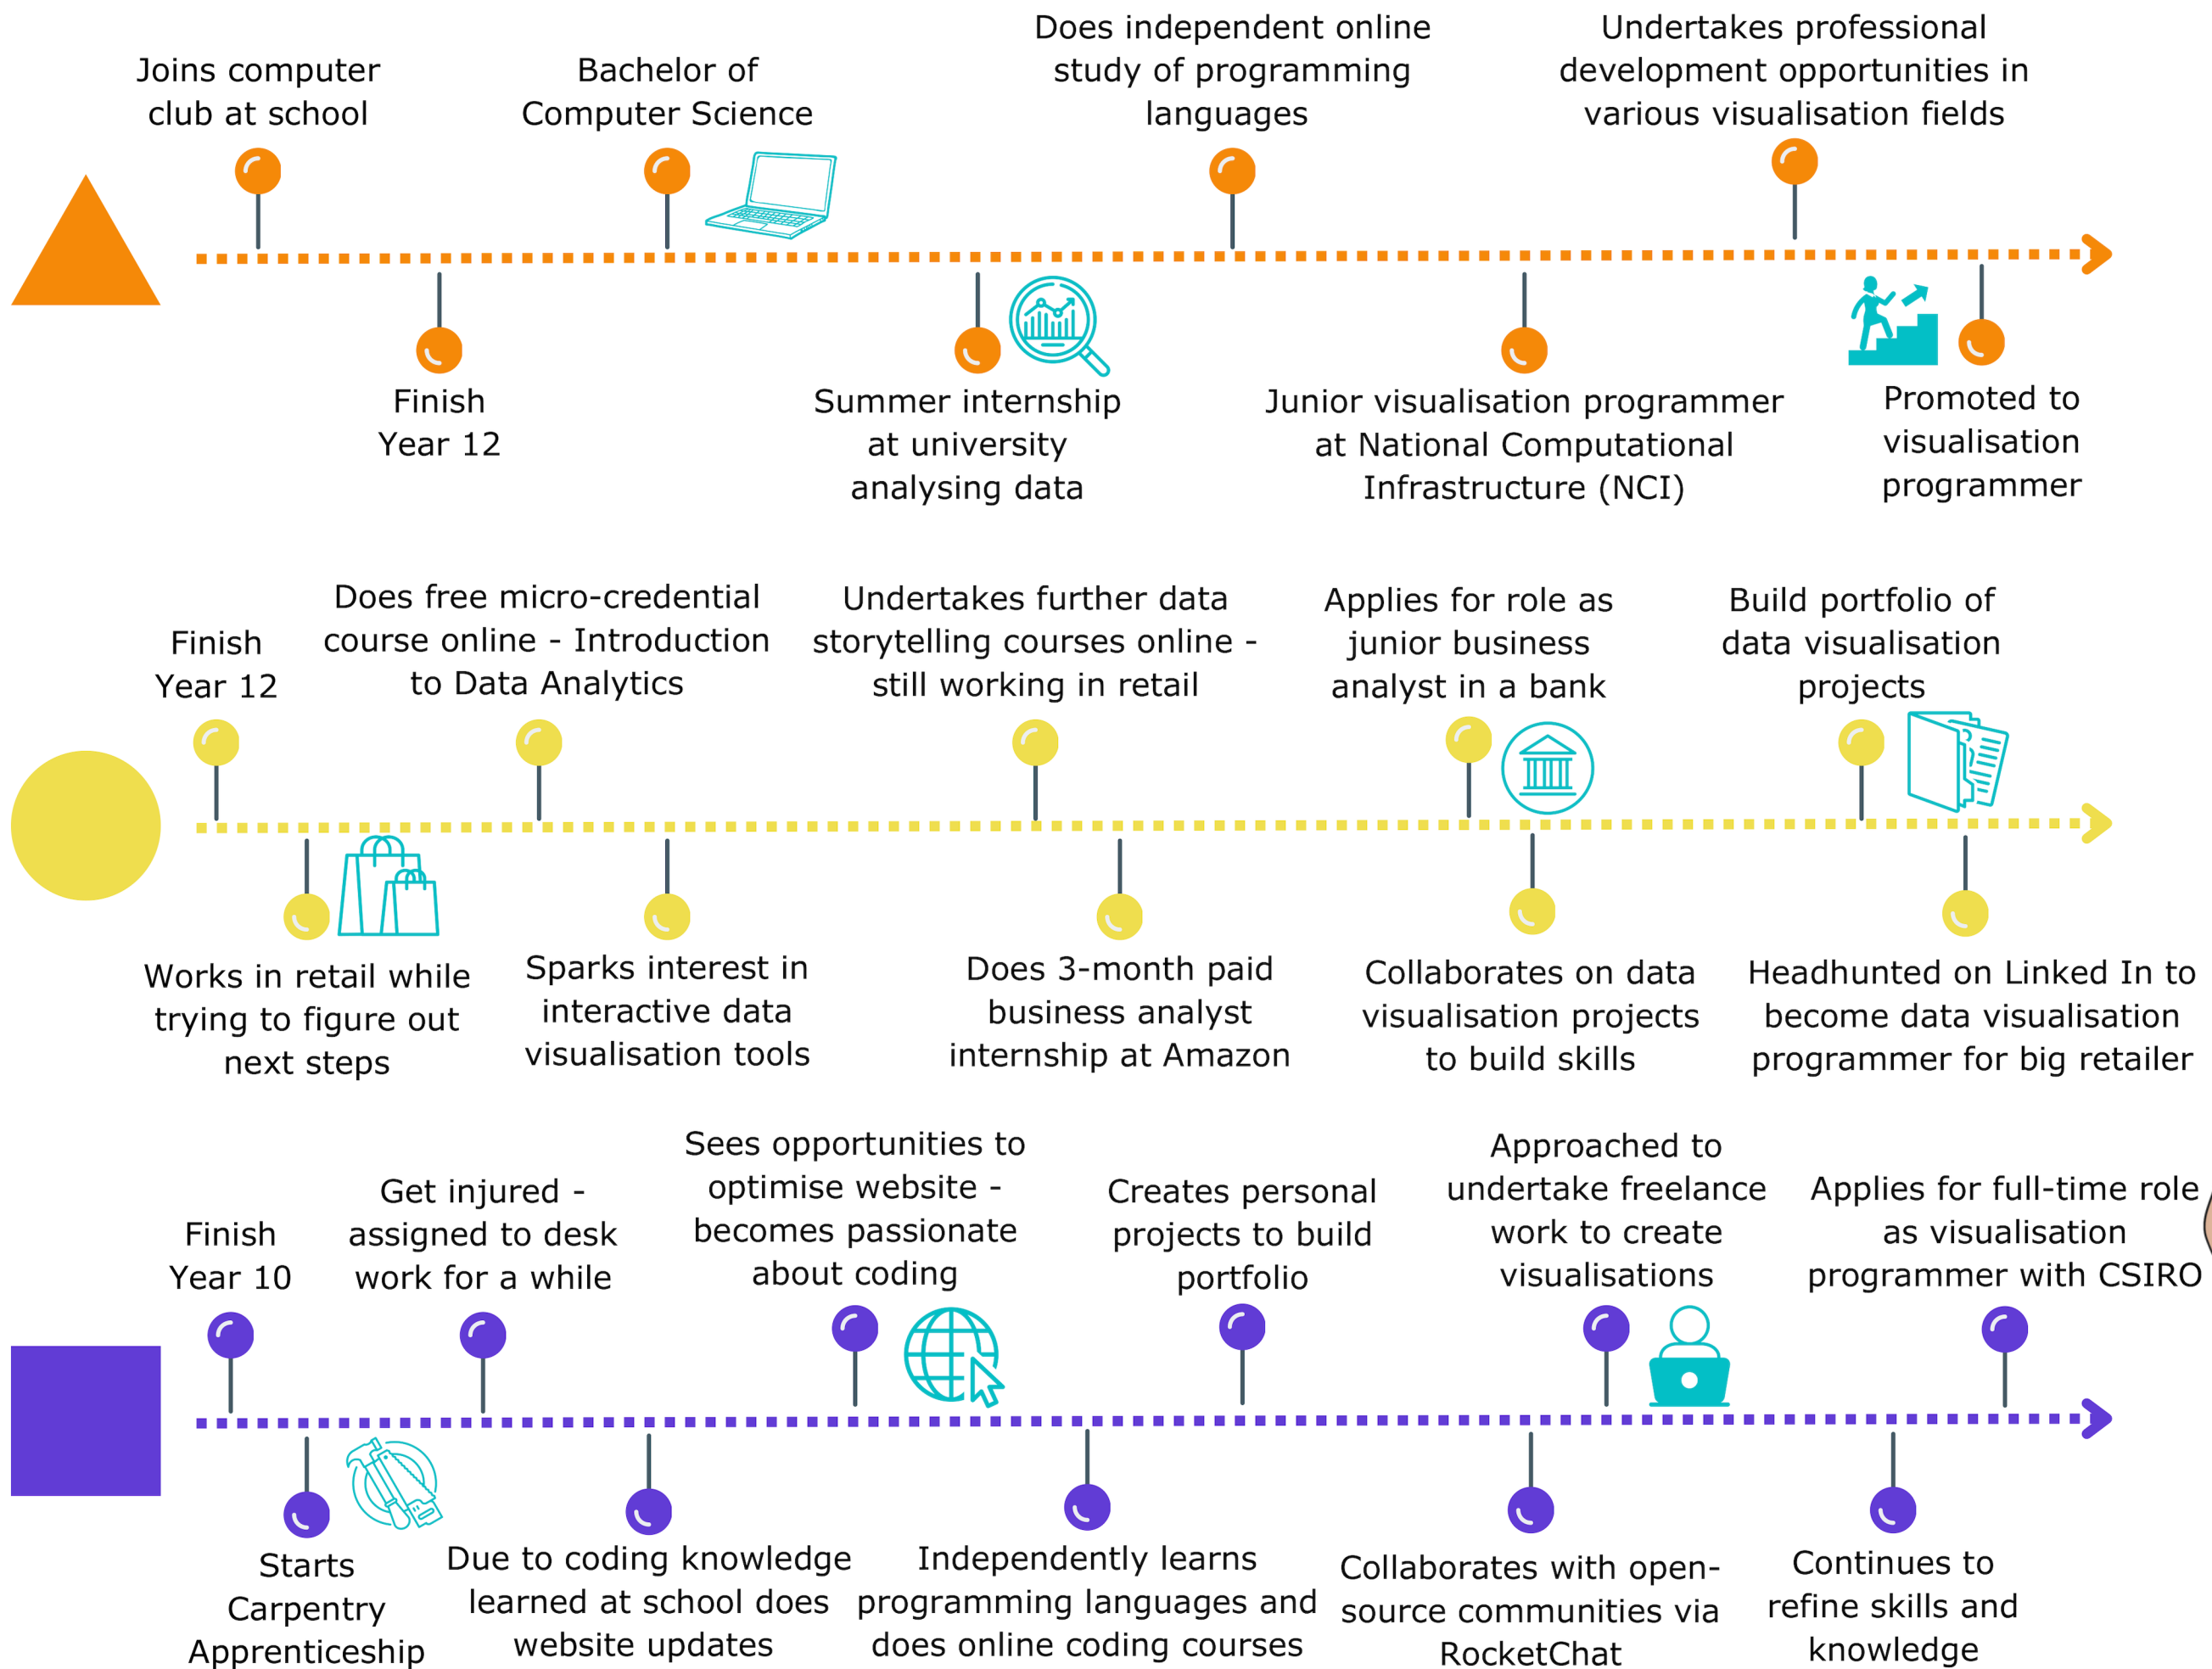 Joins computer
club at school
Finish
Year 12
Bachelor of
Computer Science
Summer internship
at university
analysing data
Does independent online
study of programming
languages
Junior visualisation programmer
at National Computational
Infrastructure (NCI)
Undertakes professional
development opportunities in
various visualisation fields
Promoted to
visualisation
programmer
Finish
Year 12
Works in retail while
trying to figure out
next steps
Does free micro-credential
course online - Introduction
to Data Analytics
Sparks interest in
interactive data
visualisation tools
Undertakes further data
storytelling courses online -
still working in retail
Does 3-month paid
business analyst
internship at Amazon
Applies for role as
junior business
analyst in a bank
Collaborates on data
visualisation projects
to build skills
Build portfolio of
data visualisation
projects
Headhunted on Linked In to
become data visualisation
programmer for big retailer
Finish
Year 10
Starts
Carpentry
Apprenticeship
Get injured -
assigned to desk
work for a while
Due to coding knowledge
learned at school does
website updates
Sees opportunities to
optimise website -
becomes passionate
about coding
Independently learns
programming languages and
does online coding courses
Creates personal
projects to build
portfolio
Collaborates with open-
source communities via
RocketChat
Approached to
undertake freelance
work to create
visualisations
Continues to
refine skills and
knowledge
Applies for full-time role
as visualisation
programmer with CSIRO